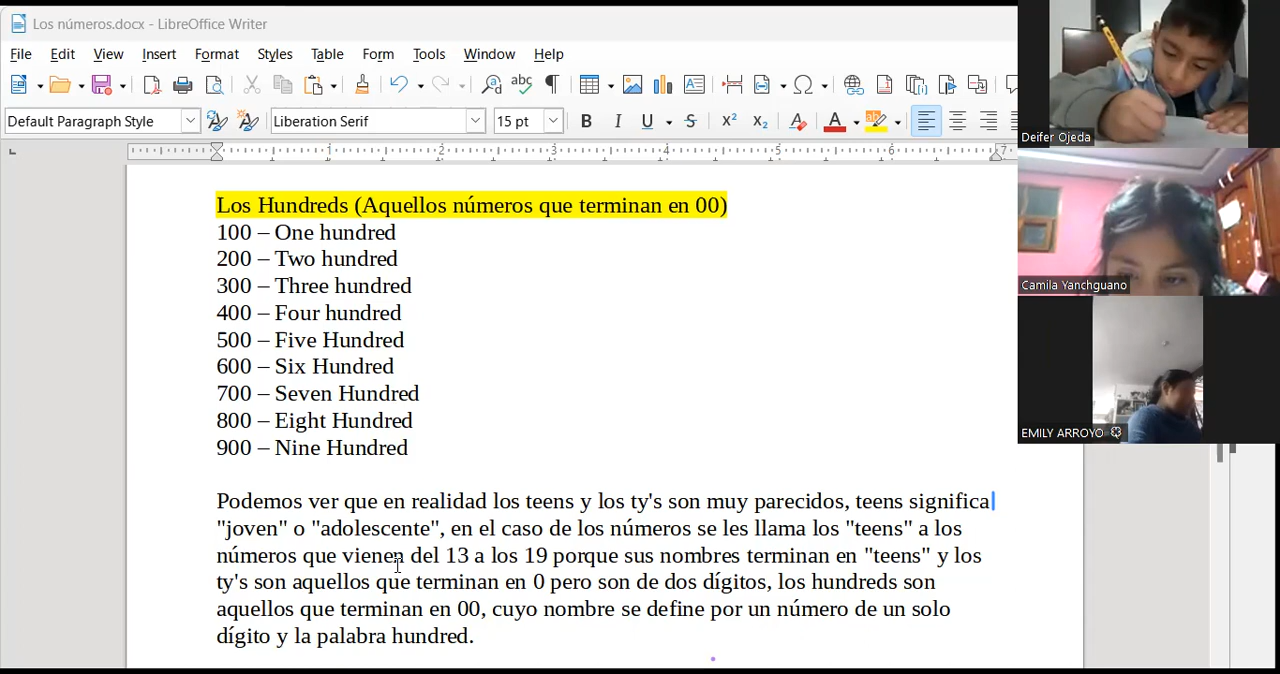 Los números.docx - LibreOffice Writer
File Edit View Insert Format Styles Table Form Tools Window Help
Default Paragraph Style Liberation Serif 15 pt
1 2 3 4 5 6 7
Los Hundreds (Aquellos números que terminan en 00)
100 – One hundred
200 – Two hundred
300 – Three hundred
400 – Four hundred
500 – Five Hundred
600 – Six Hundred
700 – Seven Hundred
800 – Eight Hundred
900 – Nine Hundred
Podemos ver que en realidad los teens y los ty's son muy parecidos, teens significa
"joven" o "adolescente", en el caso de los números se les llama los "teens" a los
números que vienen del 13 a los 19 porque sus nombres terminan en "teens" y los
ty's son aquellos que terminan en 0 pero son de dos dígitos, los hundreds son
aquellos que terminan en 00, cuyo nombre se define por un número de un solo
dígito y la palabra hundred.
Deifer Ojeda
Camila Yanchguano
EMILY ARROYO